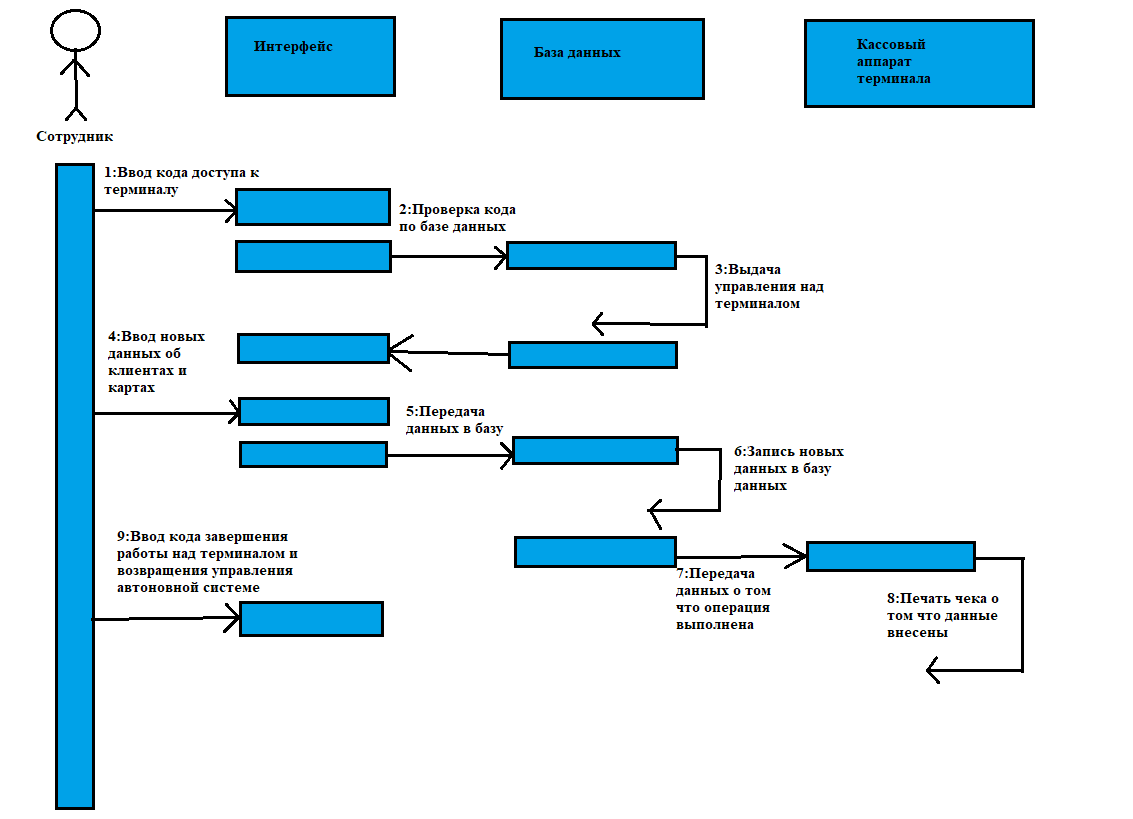 Интерфейс
База данных
Кассовый
аппарат
терминала
Сотрудник
1:Ввод кода доступа к
терминалу
2:Проверка кода
по базе данных
3:Выдача
управления над
терминалом
4:Ввод новых
данных об
клиентах и
картах
5:Передача
данных в базу
6:Запись новых
данных в базу
данных
9:Ввод кода завершения
работы над терминалом и
возвращения управления
автоновной системе
7:Передача
данных о том
что операция
выполнена
8:Печать чека о
том что данные
внесены